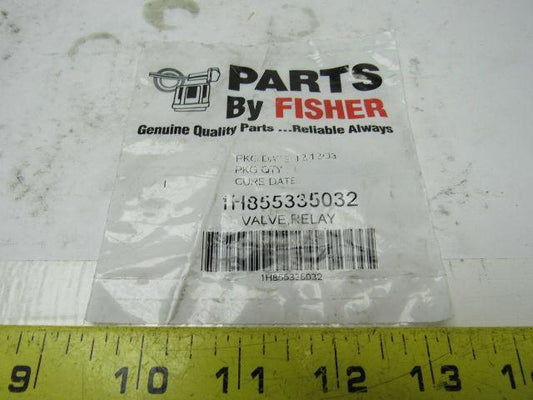 PARTS
By FISHER
Genuine Quality Parts ...Reliable Always
PKG DATE 121303
PKG QTY 1
CURE DATE
1H855335032
VALVE,RELAY
1H855335032
9 10 11 12 13